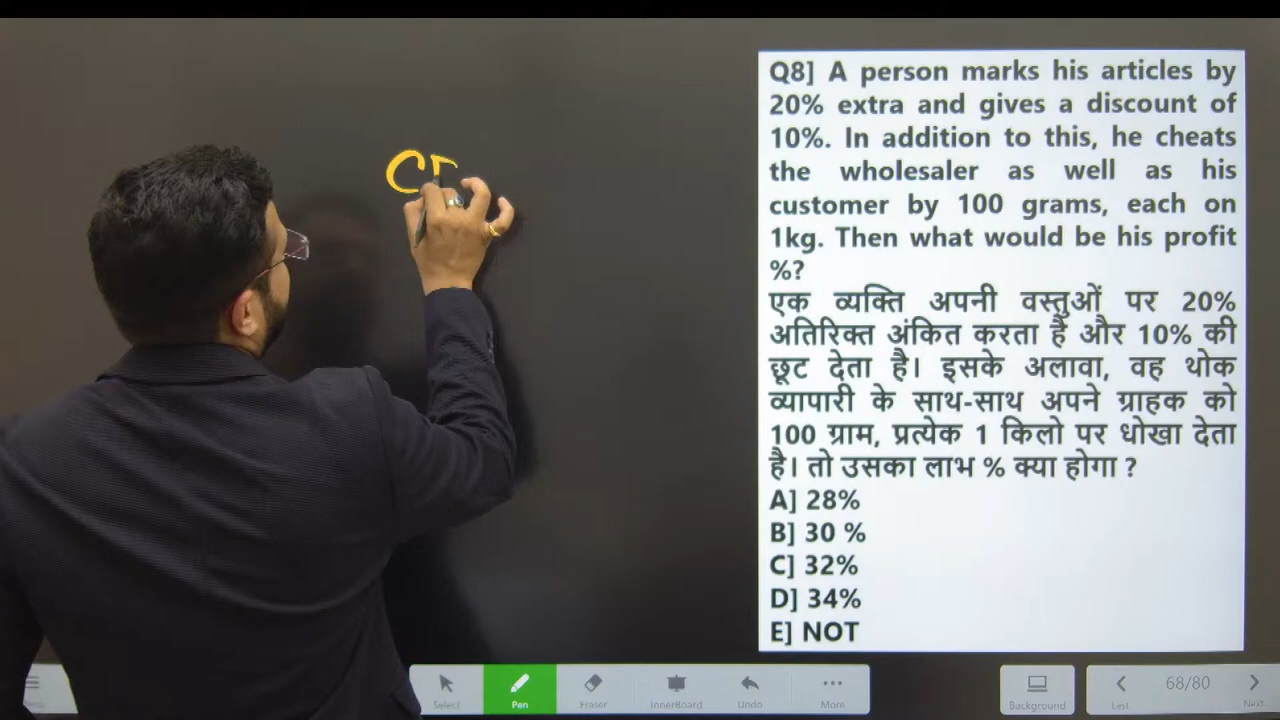 Q8] A person marks his articles by
20% extra and gives a discount of
10%. In addition to this, he cheats
the wholesaler as well as his
customer by 100 grams, each on
1kg. Then what would be his profit
%?
एक व्यक्ति अपनी वस्तुओं पर 20%
अतिरिक्त अंकित करता है और 10% की
छूट देता है। इसके अलावा, वह थोक
व्यापारी के साथ-साथ अपने ग्राहक को
100 ग्राम, प्रत्येक 1 किलो पर धोखा देता
है। तो उसका लाभ % क्या होगा ?
A] 28%
B] 30 %
C] 32%
D] 34%
E] NOT
C
Select Pen Eraser InnerBoard Undo More Background Last 68/80 Next